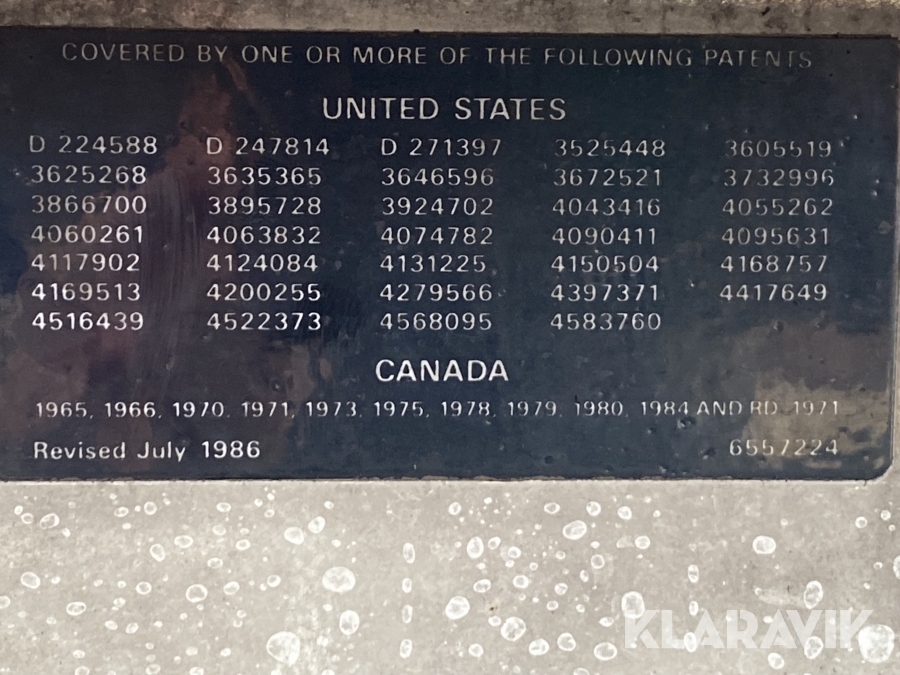 COVERED BY ONE OR MORE OF THE FOLLOWING PATENTS
UNITED STATES
D 224588 D 247814 D 271397 3525448 3605519
3625268 3635365 3646596 3672521 3732996
3866700 3895728 3924702 4043416 4055262
4060261 4063832 4074782 4090411 4095631
4117902 4124084 4131225 4150504 4168757
4169513 4200255 4279566 4397371 4417649
4516439 4522373 4568095 4583760
CANADA
1965, 1966, 1970, 1971, 1973, 1975, 1978, 1979, 1980, 1984 AND RD. 1971
Revised July 1986 6557224
KLARAVIK